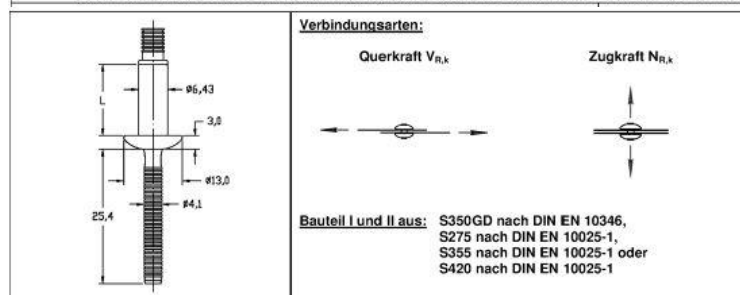 Verbindungsarten:
Querkraft V_R,k
Zugkraft N_R,k
L
ø6,43
3,0
ø13,0
ø4,1
25,4
Bauteil I und II aus: S350GD nach DIN EN 10346,
S275 nach DIN EN 10025-1,
S355 nach DIN EN 10025-1 oder
S420 nach DIN EN 10025-1